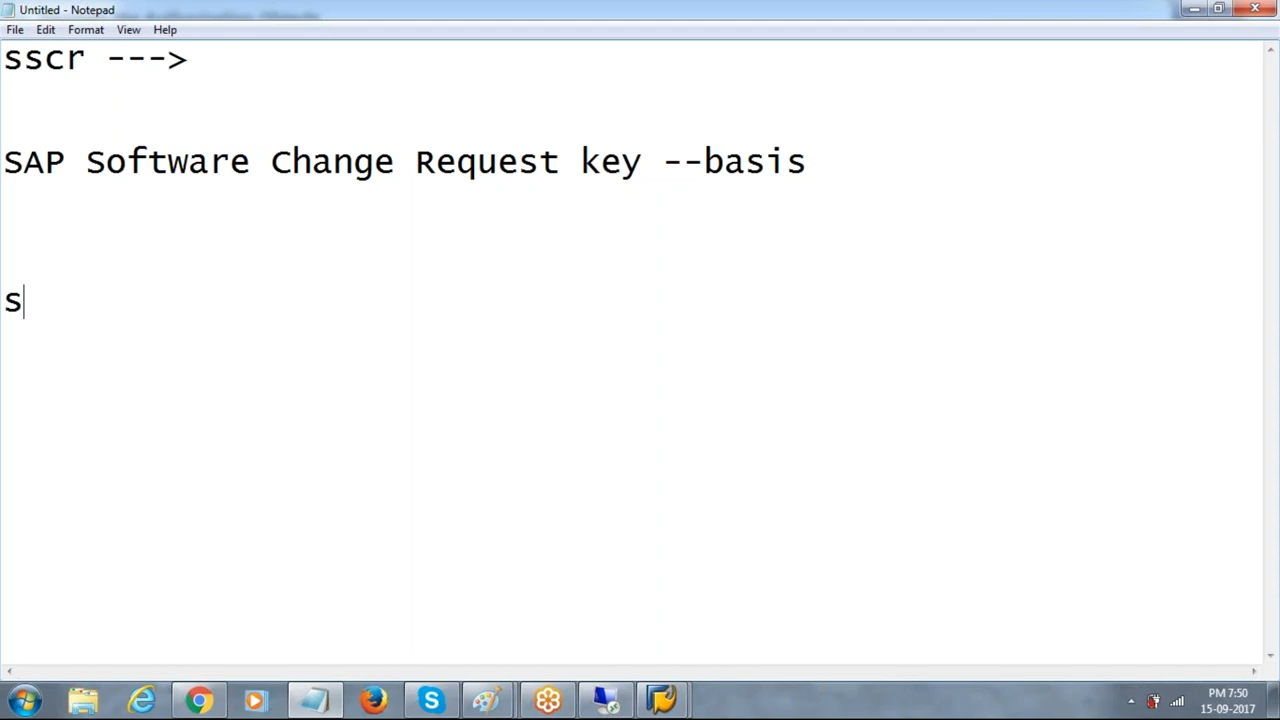 Untitled - Notepad
File Edit Format View Help
sscr --->
SAP Software Change Request key --basis
s
PM 7:50
15-09-2017